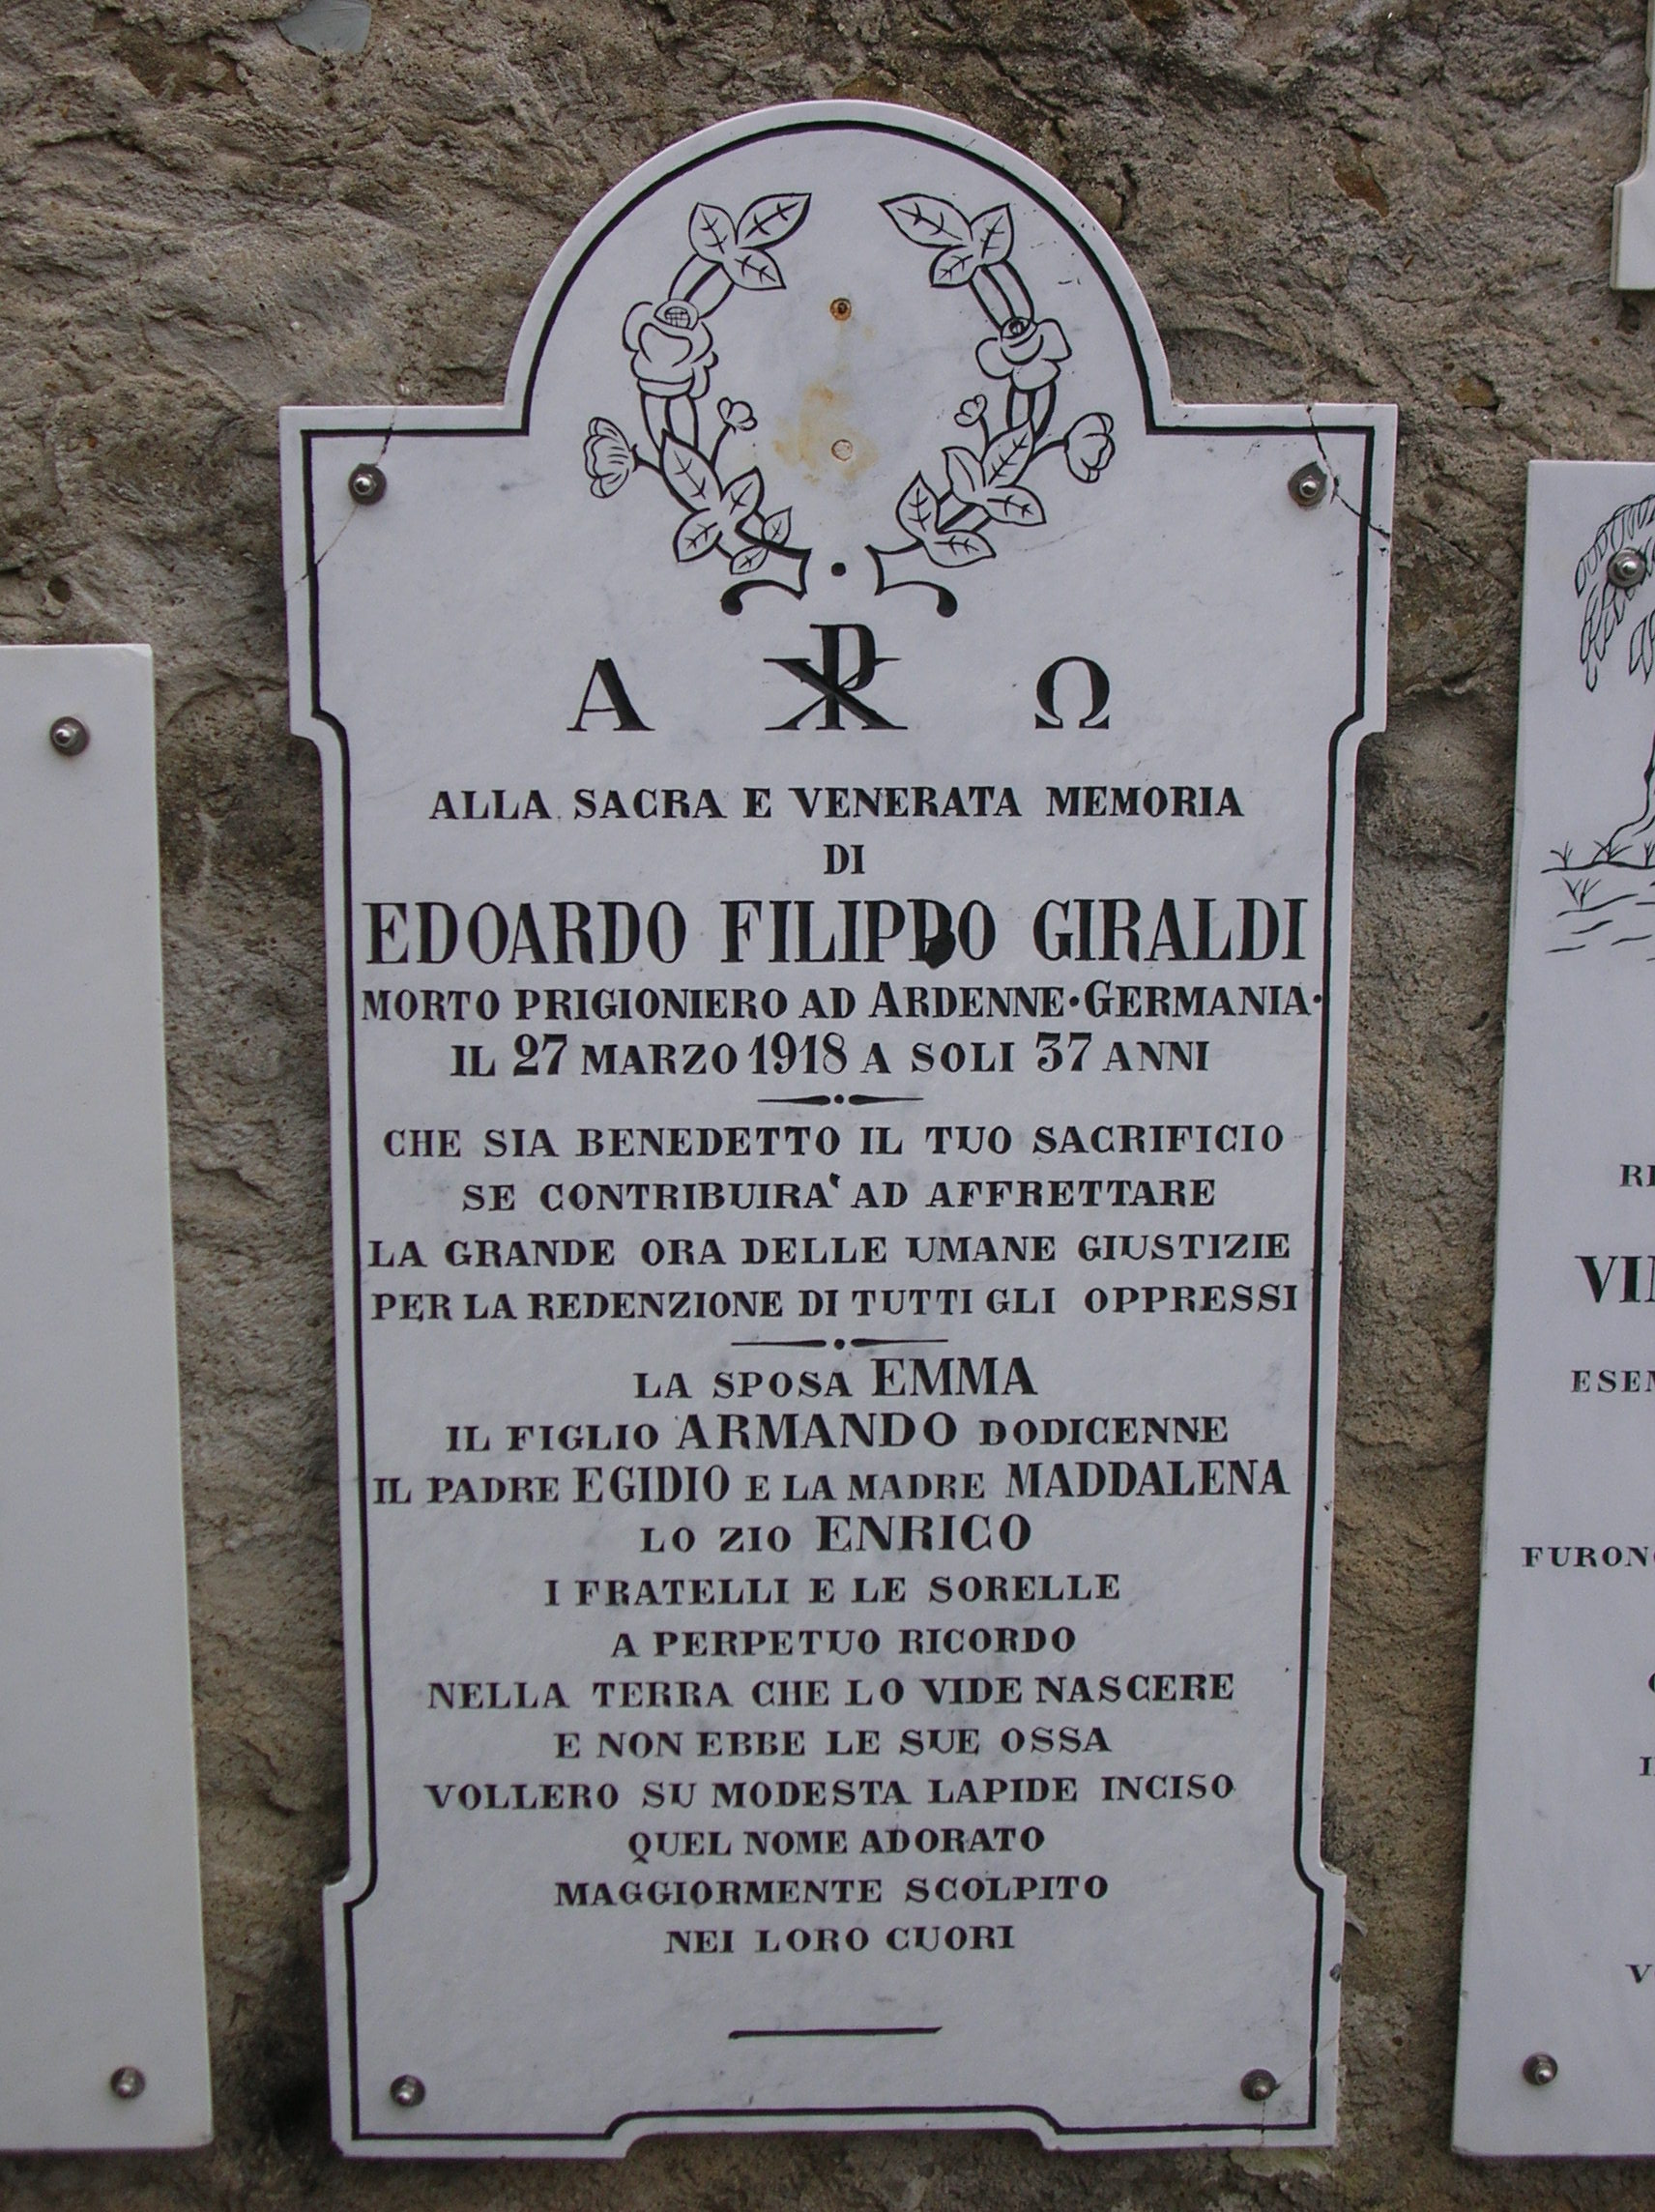 Α ☧ Ω
ALLA SACRA E VENERATA MEMORIA
DI
EDOARDO FILIPPO GIRALDI
MORTO PRIGIONIERO AD ARDENNE·GERMANIA·
IL 27 MARZO 1918 A SOLI 37 ANNI
CHE SIA BENEDETTO IL TUO SACRIFICIO
SE CONTRIBUIRA' AD AFFRETTARE
LA GRANDE ORA DELLE UMANE GIUSTIZIE
PER LA REDENZIONE DI TUTTI GLI OPPRESSI
LA SPOSA EMMA
IL FIGLIO ARMANDO DODICENNE
IL PADRE EGIDIO E LA MADRE MADDALENA
LO ZIO ENRICO
I FRATELLI E LE SORELLE
A PERPETUO RICORDO
NELLA TERRA CHE LO VIDE NASCERE
E NON EBBE LE SUE OSSA
VOLLERO SU MODESTA LAPIDE INCISO
QUEL NOME ADORATO
MAGGIORMENTE SCOLPITO
NEI LORO CUORI